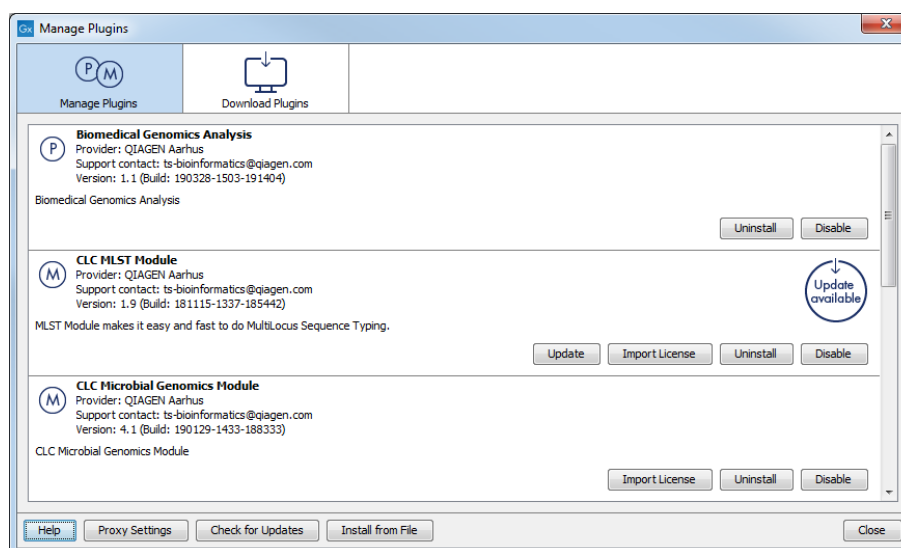 Gx Manage Plugins
P M
Manage Plugins
Download Plugins
P
Biomedical Genomics Analysis
Provider: QIAGEN Aarhus
Support contact: ts-bioinformatics@qiagen.com
Version: 1.1 (Build: 190328-1503-191404)
Biomedical Genomics Analysis
Uninstall
Disable
M
CLC MLST Module
Provider: QIAGEN Aarhus
Support contact: ts-bioinformatics@qiagen.com
Version: 1.9 (Build: 181115-1337-185442)
Update
available
MLST Module makes it easy and fast to do MultiLocus Sequence Typing.
Update
Import License
Uninstall
Disable
M
CLC Microbial Genomics Module
Provider: QIAGEN Aarhus
Support contact: ts-bioinformatics@qiagen.com
Version: 4.1 (Build: 190129-1433-188333)
CLC Microbial Genomics Module
Import License
Uninstall
Disable
Help
Proxy Settings
Check for Updates
Install from File
Close